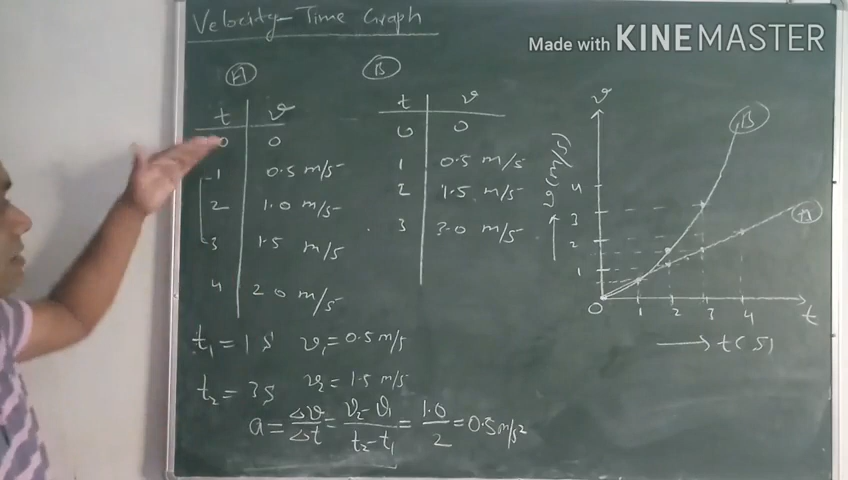 Velocity-Time Graph
Made with KINEMASTER
A
t v
0 0
1 0.5 m/s
2 1.0 m/s
3 1.5 m/s
4 2.0 m/s
B
t v
0 0
1 0.5 m/s
2 1.5 m/s
3 3.0 m/s
t₁ = 1 s v₁ = 0.5 m/s
t₂ = 3s v₂ = 1.5 m/s
a = Δv/Δt = v₂-v₁/t₂-t₁ = 1.0/2 = 0.5 m/s²
v
B
A
(m/s)
4
3
2
1
0 1 2 3 4 t
→ t(s)